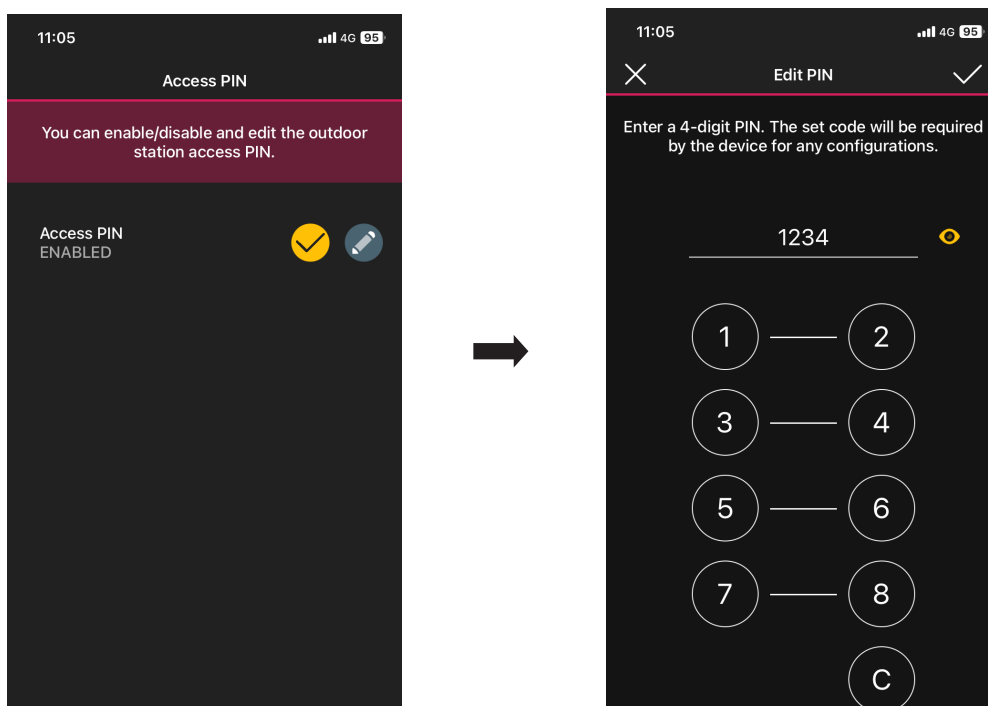 11:05
4G 95
Access PIN
You can enable/disable and edit the outdoor
station access PIN.
Access PIN
ENABLED
11:05
4G 95
Edit PIN
Enter a 4-digit PIN. The set code will be required
by the device for any configurations.
1234
1 2
3 4
5 6
7 8
C